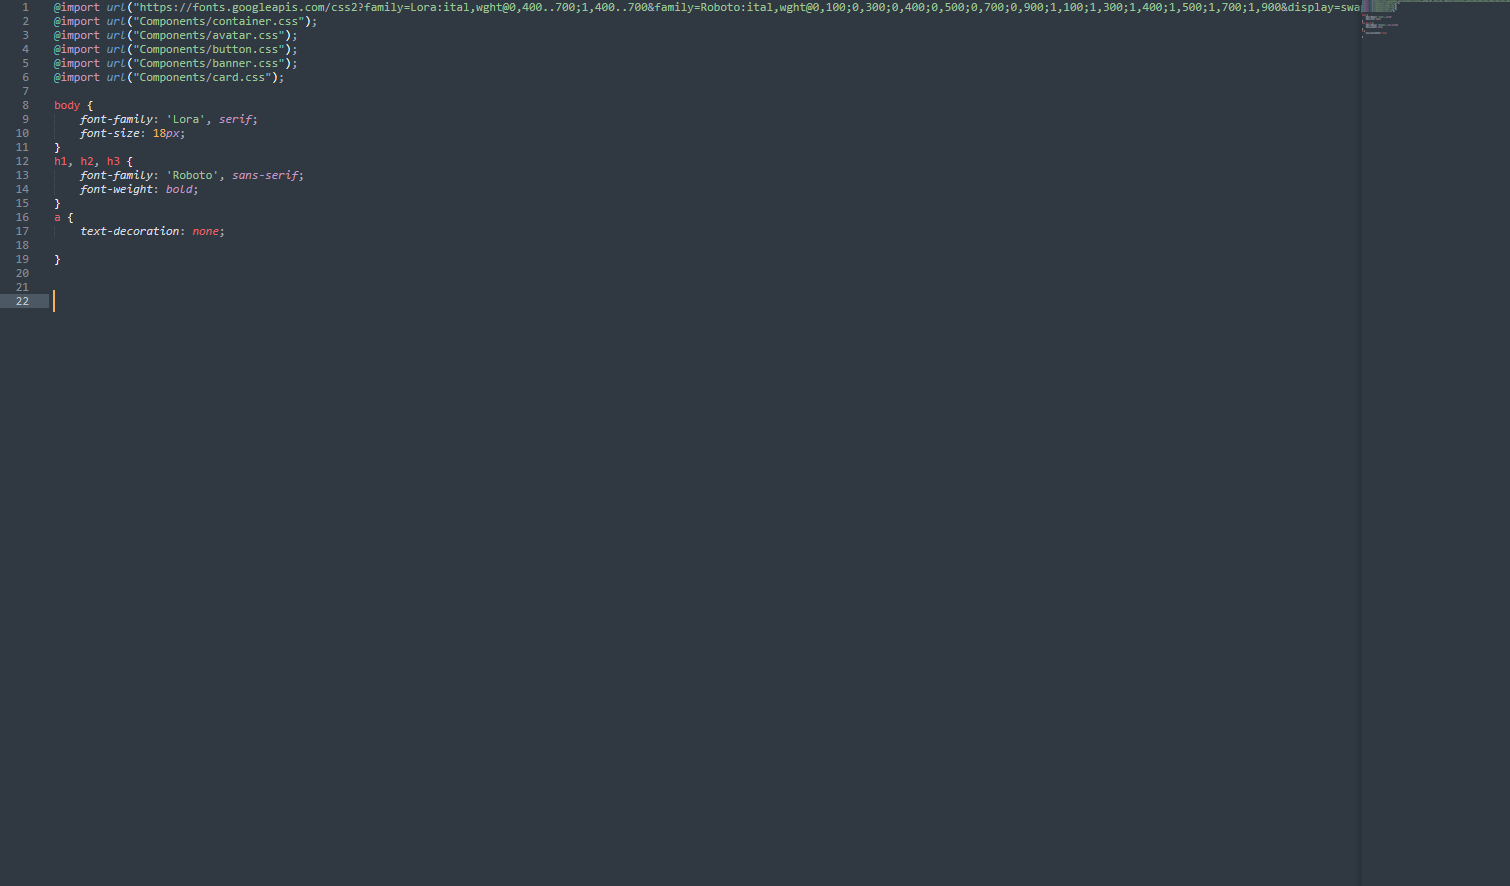 1 @import url("https://fonts.googleapis.com/css2?family=Lora:ital,wght@0,400..700;1,400..700&family=Roboto:ital,wght@0,100;0,300;0,400;0,500;0,700;0,900;1,100;1,300;1,400;1,500;1,700;1,900&display=swa
2 @import url("Components/container.css");
3 @import url("Components/avatar.css");
4 @import url("Components/button.css");
5 @import url("Components/banner.css");
6 @import url("Components/card.css");
7
8 body {
9 font-family: 'Lora', serif;
10 font-size: 18px;
11 }
12 h1, h2, h3 {
13 font-family: 'Roboto', sans-serif;
14 font-weight: bold;
15 }
16 a {
17 text-decoration: none;
18
19 }
20
21
22